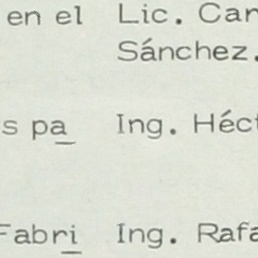 en el Lic. Car
Sánchez.
s pa Ing. Héct
Fabri Ing. Rafa